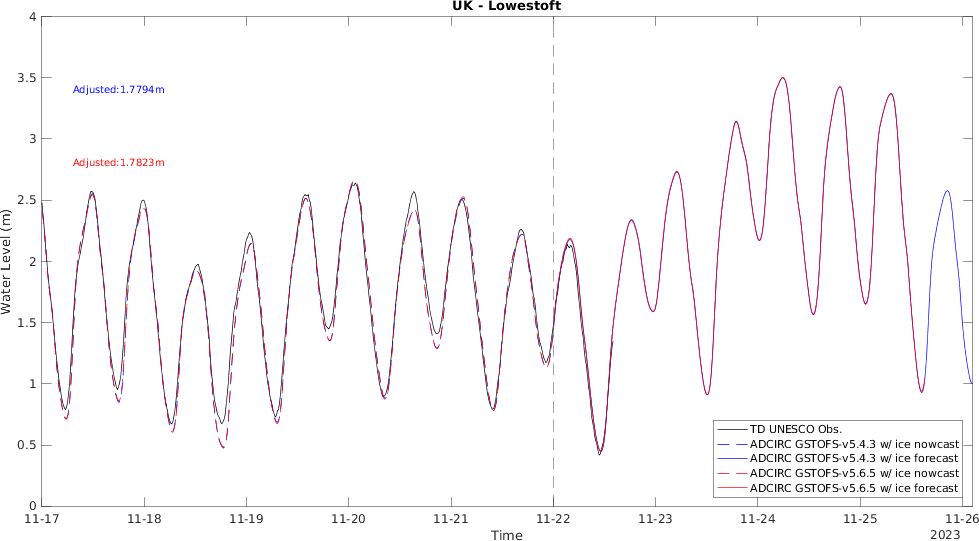 UK - Lowestoft
4
3.5
3
2.5
2
1.5
1
0.5
0
Water Level (m)
Adjusted:1.7794m
Adjusted:1.7823m
TD UNESCO Obs.
ADCIRC GSTOFS-v5.4.3 w/ ice nowcast
ADCIRC GSTOFS-v5.4.3 w/ ice forecast
ADCIRC GSTOFS-v5.6.5 w/ ice nowcast
ADCIRC GSTOFS-v5.6.5 w/ ice forecast
11-17 11-18 11-19 11-20 11-21 11-22 11-23 11-24 11-25 11-26
Time
2023